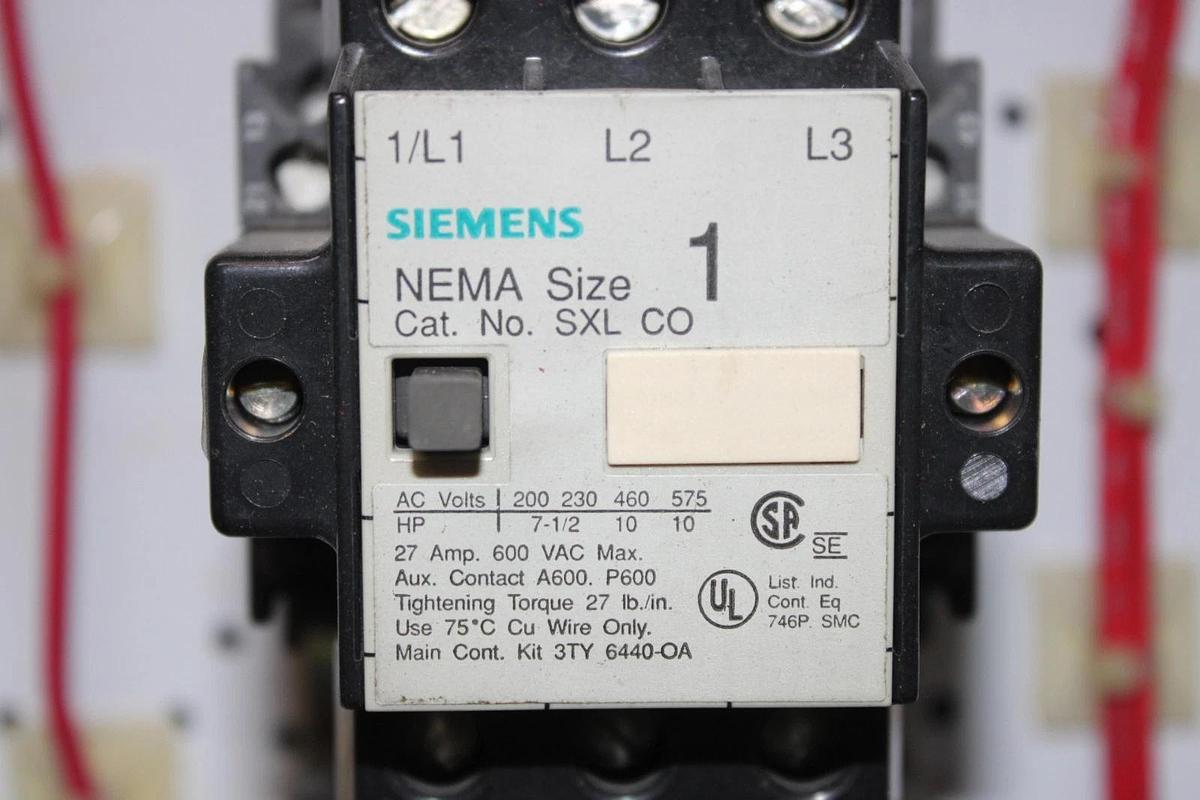 1/L1 L2 L3
SIEMENS
NEMA Size 1
Cat. No. SXL CO
AC Volts 200 230 460 575
HP 7-1/2 10 10
27 Amp. 600 VAC Max.
Aux. Contact A600. P600
Tightening Torque 27 lb./in.
Use 75°C Cu Wire Only.
Main Cont. Kit 3TY 6440-OA
SA
SE
UL
List. Ind.
Cont. Eq
746P. SMC